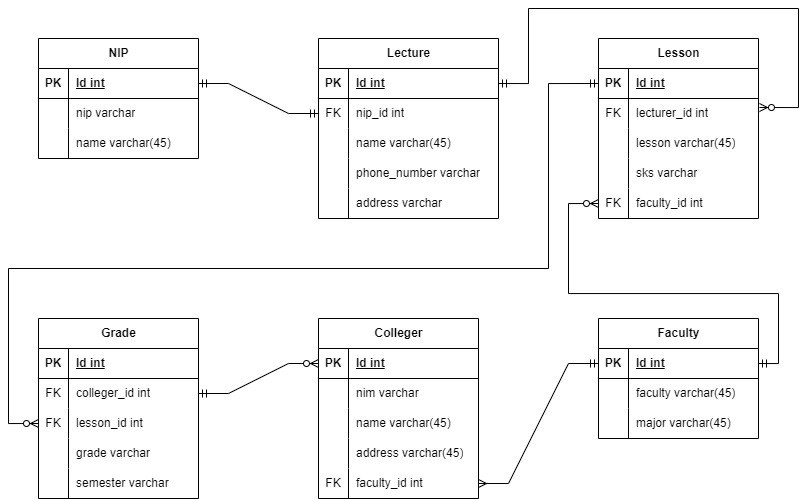 NIP
PK Id int
nip varchar
name varchar(45)
Lecture
PK Id int
FK nip_id int
name varchar(45)
phone_number varchar
address varchar
Lesson
PK Id int
FK lecturer_id int
lesson varchar(45)
sks varchar
FK faculty_id int
Grade
PK Id int
FK colleger_id int
FK lesson_id int
grade varchar
semester varchar
Colleger
PK Id int
nim varchar
name varchar(45)
address varchar(45)
FK faculty_id int
Faculty
PK Id int
faculty varchar(45)
major varchar(45)